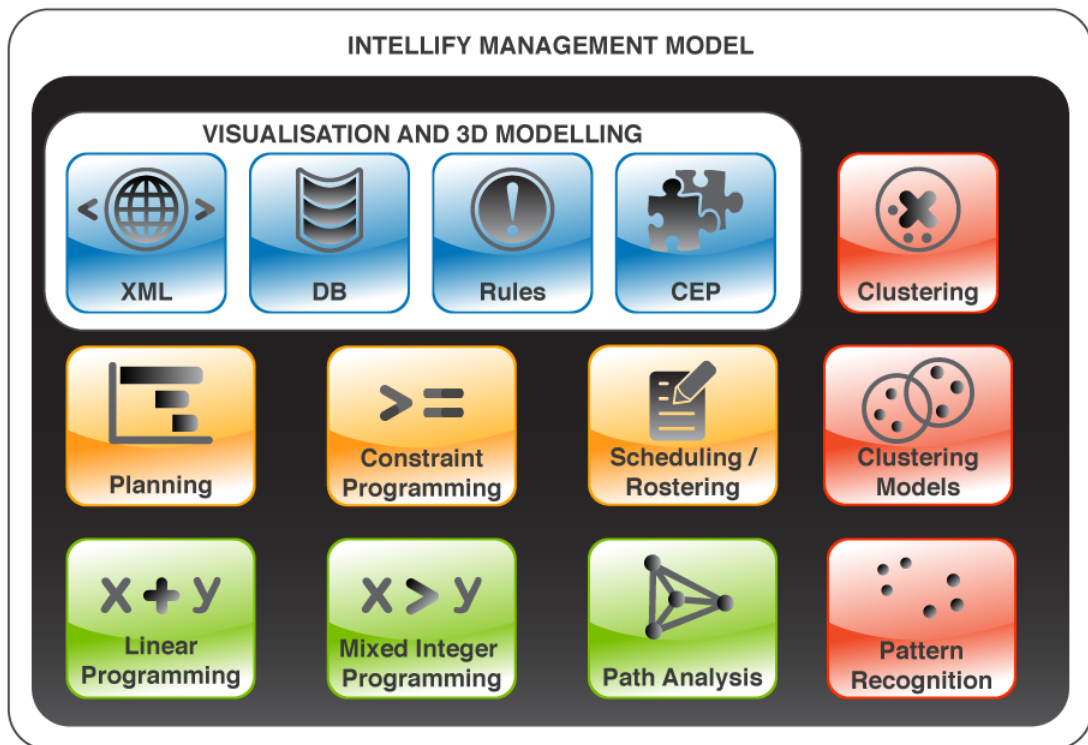 INTELLIFY MANAGEMENT MODEL
VISUALISATION AND 3D MODELLING
< >
XML
DB
!
Rules
CEP
Clustering
Planning
>=
Constraint
Programming
Scheduling /
Rostering
Clustering
Models
x + y
Linear
Programming
x > y
Mixed Integer
Programming
Path Analysis
Pattern
Recognition